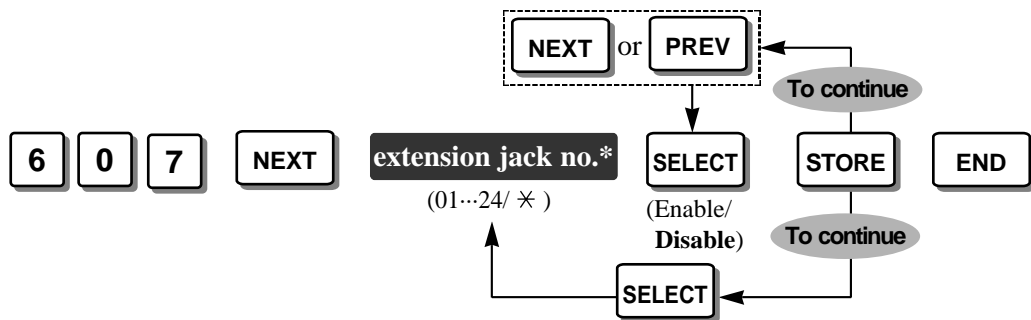 NEXT or PREV
To continue
6 0 7 NEXT extension jack no.* SELECT STORE END
(01···24/ ✳ )
(Enable/
Disable)
To continue
SELECT